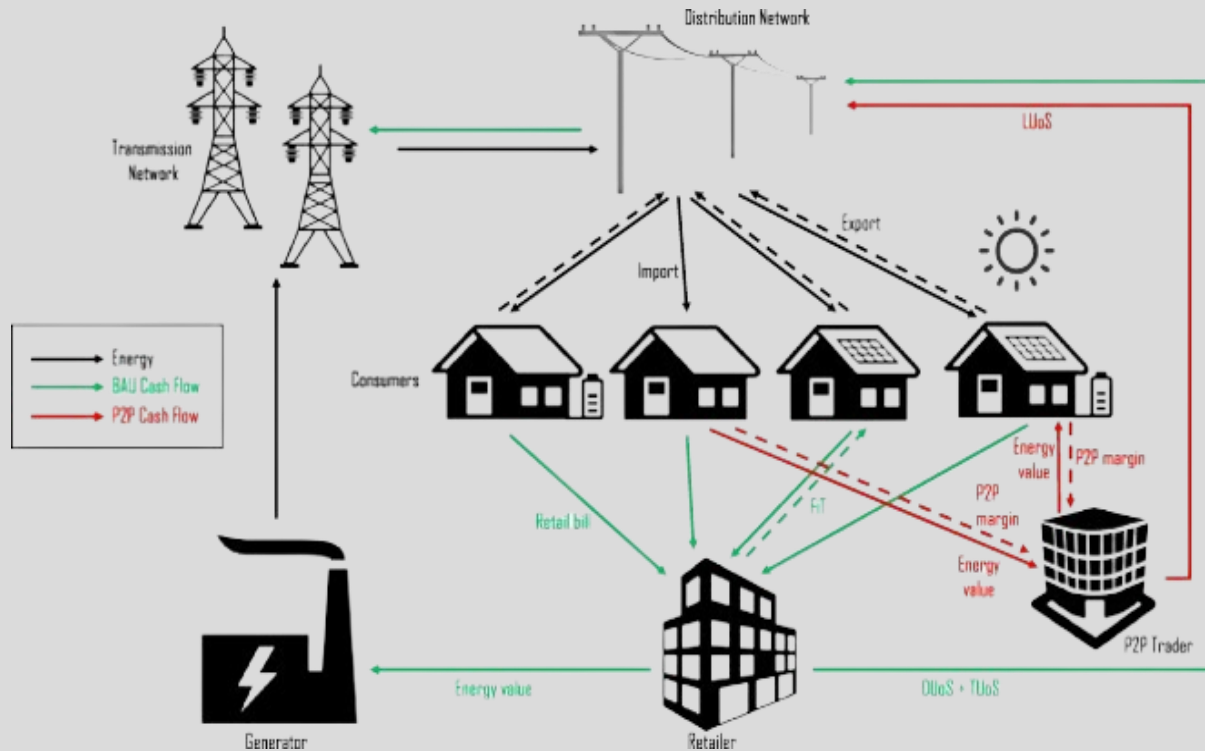 Distribution Network
LUoS
Transmission
Network
Export
Import
Energy
BAU Cash Flow
P2P Cash Flow
Consumers
Energy
value
P2P margin
P2P
margin
FiT
Retail bill
Energy
value
P2P Trader
Energy value
DUoS + TUoS
Generator
Retailer